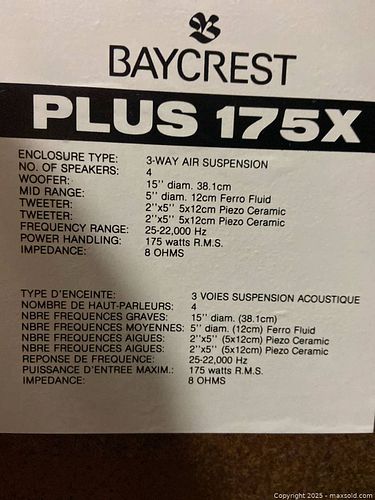 B
BAYCREST
PLUS 175X
ENCLOSURE TYPE: 3-WAY AIR SUSPENSION
NO. OF SPEAKERS: 4
WOOFER: 15'' diam. 38.1cm
MID RANGE: 5'' diam. 12cm Ferro Fluid
TWEETER: 2''x5'' 5x12cm Piezo Ceramic
TWEETER: 2''x5'' 5x12cm Piezo Ceramic
FREQUENCY RANGE: 25-22,000 Hz
POWER HANDLING: 175 watts R.M.S.
IMPEDANCE: 8 OHMS
TYPE D'ENCEINTE: 3 VOIES SUSPENSION ACOUSTIQUE
NOMBRE DE HAUT-PARLEURS: 4
NBRE FREQUENCES GRAVES: 15'' diam. (38.1cm)
NBRE FREQUENCES MOYENNES: 5'' diam. (12cm) Ferro Fluid
NBRE FREQUENCES AIGUES: 2''x5'' (5x12cm) Piezo Ceramic
NBRE FREQUENCES AIGUES: 2''x5'' (5x12cm) Piezo Ceramic
REPONSE DE FREQUENCE: 25-22,000 Hz
PUISSANCE D'ENTREE MAXIM.: 175 watts R.M.S.
IMPEDANCE: 8 OHMS
Copyright 2025 - maxsold.com